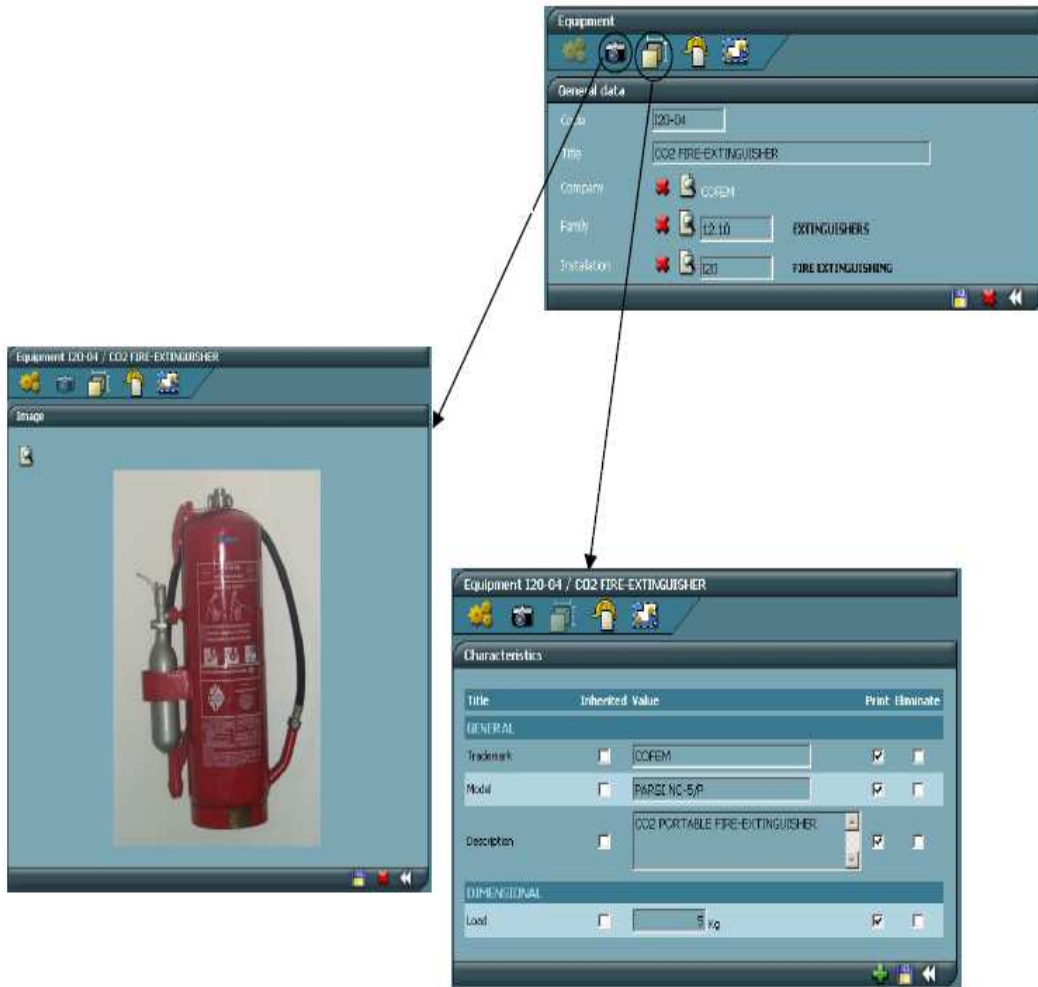 Equipment
General data
Code I20-04
Title CO2 FIRE-EXTINGUISHER
Company COFEM
Family 12.10 EXTINGUISHERS
Installation I20 FIRE EXTINGUISHING
Equipment I20-04 / CO2 FIRE-EXTINGUISHER
Image
Equipment I20-04 / CO2 FIRE-EXTINGUISHER
Characteristics
Title Inherited Value Print Eliminate
GENERAL
Trademark COFEM
Model PARSI NC-5/P
Description CO2 PORTABLE FIRE-EXTINGUISHER
DIMENSIONAL
Load 5 Kg